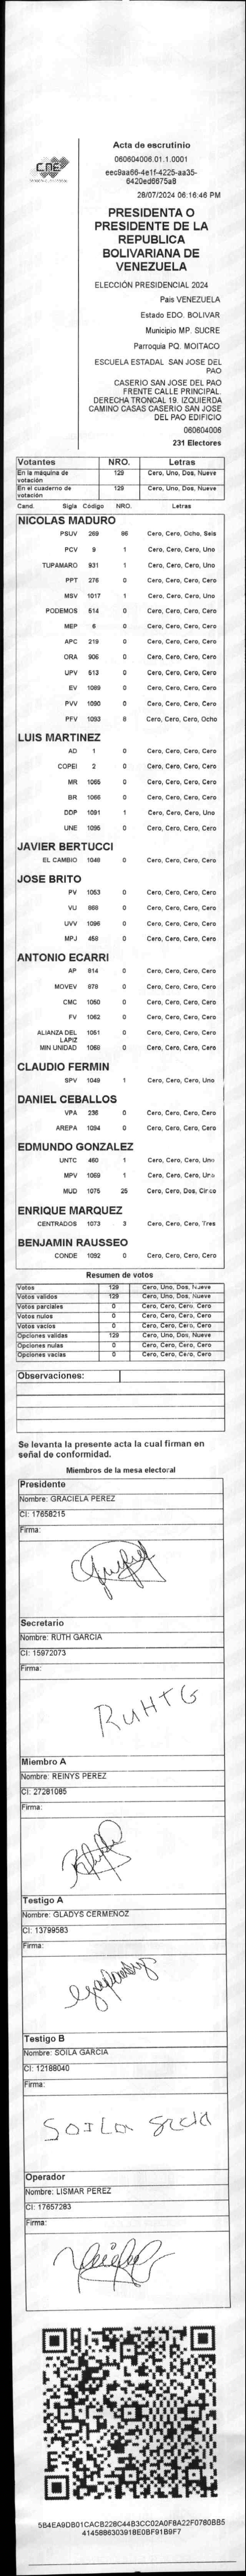 CNE
Acta de escrutinio
060604006.01.1.0001
eec9aa66-4e1f-4225-aa35-
6420ed6675a8
28/07/2024 06:16:46 PM
PRESIDENTA O
PRESIDENTE DE LA
REPUBLICA
BOLIVARIANA DE
VENEZUELA
ELECCIÓN PRESIDENCIAL 2024
Pais VENEZUELA
Estado EDO. BOLIVAR
Municipio MP. SUCRE
Parroquia PQ. MOITACO
ESCUELA ESTADAL SAN JOSE DEL
PAO
CASERIO SAN JOSE DEL PAO
FRENTE CALLE PRINCIPAL.
DERECHA TRONCAL 19. IZQUIERDA
CAMINO CASAS CASERIO SAN JOSE
DEL PAO EDIFICIO
060604006
231 Electores
Votantes NRO. Letras
En la máquina de votación 129 Cero, Uno, Dos, Nueve
En el cuaderno de votación 129 Cero, Uno, Dos, Nueve
Cand. Sigla Código NRO. Letras
NICOLAS MADURO
PSUV 269 86 Cero, Cero, Ocho, Seis
PCV 9 1 Cero, Cero, Cero, Uno
TUPAMARO 931 1 Cero, Cero, Cero, Uno
PPT 276 0 Cero, Cero, Cero, Cero
MSV 1017 1 Cero, Cero, Cero, Uno
PODEMOS 514 0 Cero, Cero, Cero, Cero
MEP 6 0 Cero, Cero, Cero, Cero
APC 219 0 Cero, Cero, Cero, Cero
ORA 906 0 Cero, Cero, Cero, Cero
UPV 513 0 Cero, Cero, Cero, Cero
EV 1089 0 Cero, Cero, Cero, Cero
PVV 1090 0 Cero, Cero, Cero, Cero
PFV 1093 8 Cero, Cero, Cero, Ocho
LUIS MARTINEZ
AD 1 0 Cero, Cero, Cero, Cero
COPEI 2 0 Cero, Cero, Cero, Cero
MR 1065 0 Cero, Cero, Cero, Cero
BR 1066 0 Cero, Cero, Cero, Cero
DDP 1091 1 Cero, Cero, Cero, Uno
UNE 1095 0 Cero, Cero, Cero, Cero
JAVIER BERTUCCI
EL CAMBIO 1048 0 Cero, Cero, Cero, Cero
JOSE BRITO
PV 1053 0 Cero, Cero, Cero, Cero
VU 868 0 Cero, Cero, Cero, Cero
UVV 1096 0 Cero, Cero, Cero, Cero
MPJ 458 0 Cero, Cero, Cero, Cero
ANTONIO ECARRI
AP 814 0 Cero, Cero, Cero, Cero
MOVEV 878 0 Cero, Cero, Cero, Cero
CMC 1050 0 Cero, Cero, Cero, Cero
FV 1062 0 Cero, Cero, Cero, Cero
ALIANZA DEL LAPIZ 1051 0 Cero, Cero, Cero, Cero
MIN UNIDAD 1069 0 Cero, Cero, Cero, Cero
CLAUDIO FERMIN
SPV 1049 1 Cero, Cero, Cero, Uno
DANIEL CEBALLOS
VPA 236 0 Cero, Cero, Cero, Cero
AREPA 1094 0 Cero, Cero, Cero, Cero
EDMUNDO GONZALEZ
UNTC 460 1 Cero, Cero, Cero, Uno
MPV 1069 1 Cero, Cero, Cero, Uno
MUD 1075 25 Cero, Cero, Dos, Cinco
ENRIQUE MARQUEZ
CENTRADOS 1073 3 Cero, Cero, Cero, Tres
BENJAMIN RAUSSEO
CONDE 1092 0 Cero, Cero, Cero, Cero
Resumen de votos
Votos 129 Cero, Uno, Dos, Nueve
Votos validos 129 Cero, Uno, Dos, Nueve
Votos parciales 0 Cero, Cero, Cero, Cero
Votos nulos 0 Cero, Cero, Cero, Cero
Votos vacios 0 Cero, Cero, Cero, Cero
Opciones validas 129 Cero, Uno, Dos, Nueve
Opciones nulas 0 Cero, Cero, Cero, Cero
Opciones vacias 0 Cero, Cero, Cero, Cero
Observaciones:
Se levanta la presente acta la cual firman en
señal de conformidad.
Miembros de la mesa electoral
Presidente
Nombre: GRACIELA PEREZ
CI: 17658215
Firma:
Secretario
Nombre: RUTH GARCIA
CI: 15972073
Firma:
RUHTG
Miembro A
Nombre: REINYS PEREZ
CI: 27281085
Firma:
Testigo A
Nombre: GLADYS CERMEÑOZ
CI: 13799583
Firma:
Testigo B
Nombre: SOILA GARCIA
CI: 12188040
Firma:
SOILA
Operador
Nombre: LISMAR PEREZ
CI: 17657283
Firma:
5B4EA9DB01CACB228C44B3CC02A0F8A22F0780BB5
4145886303918E0BF91B9F7